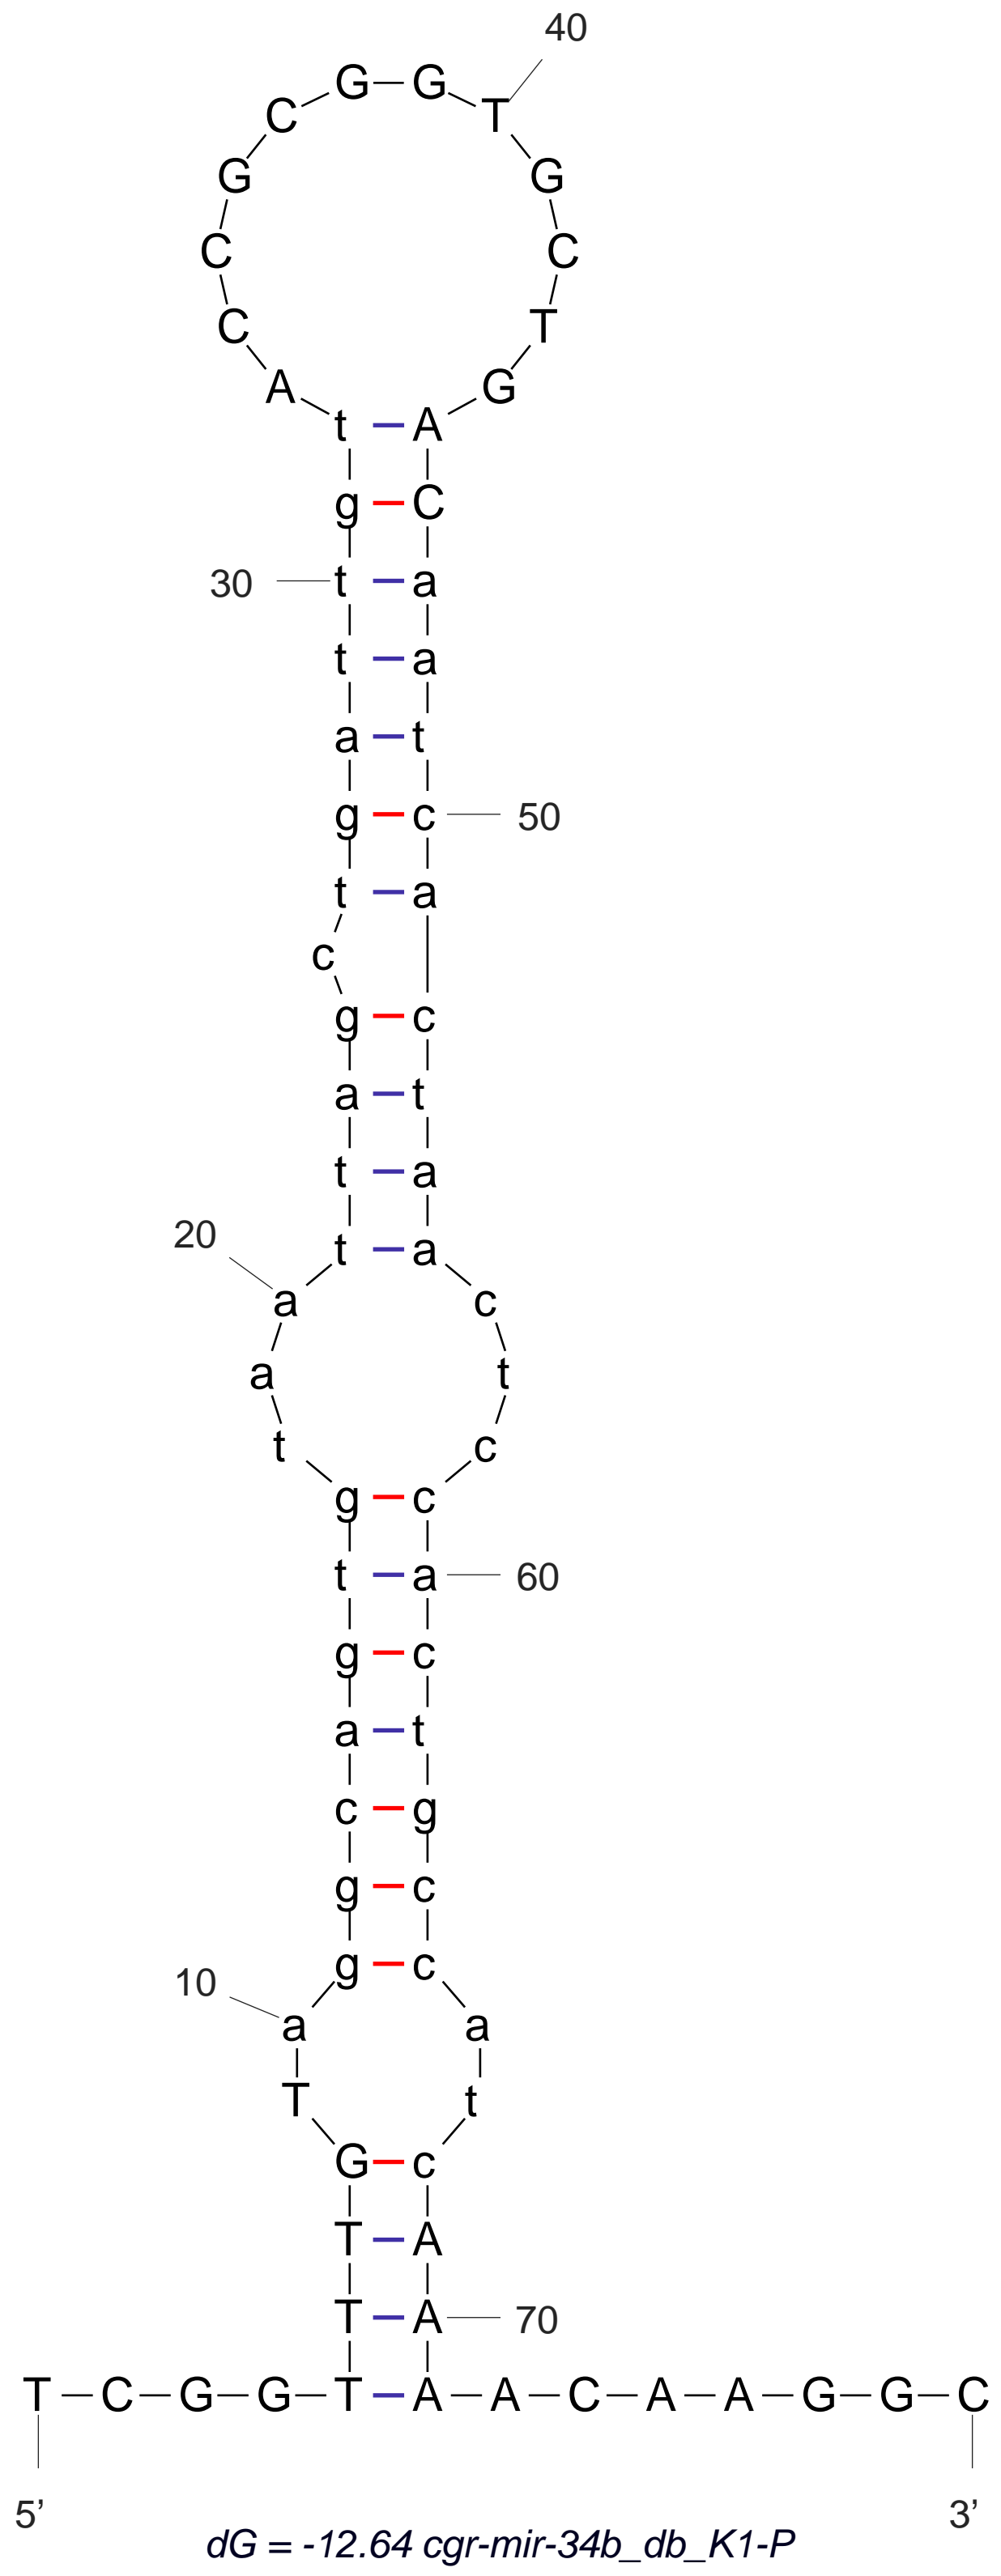 40
G G
C T
G G
C C
C T
A G
t A
g C
30 t a
t a
a t
g c 50
t a
c
g c
a t
t a
20 t a
a c
a t
t c
g c
t a 60
g c
a t
c g
g c
10 g c
a a
T t
G c
T A
T A 70
T C G G T A A C A A G G C
5’ 3’
dG = -12.64 cgr-mir-34b_db_K1-P